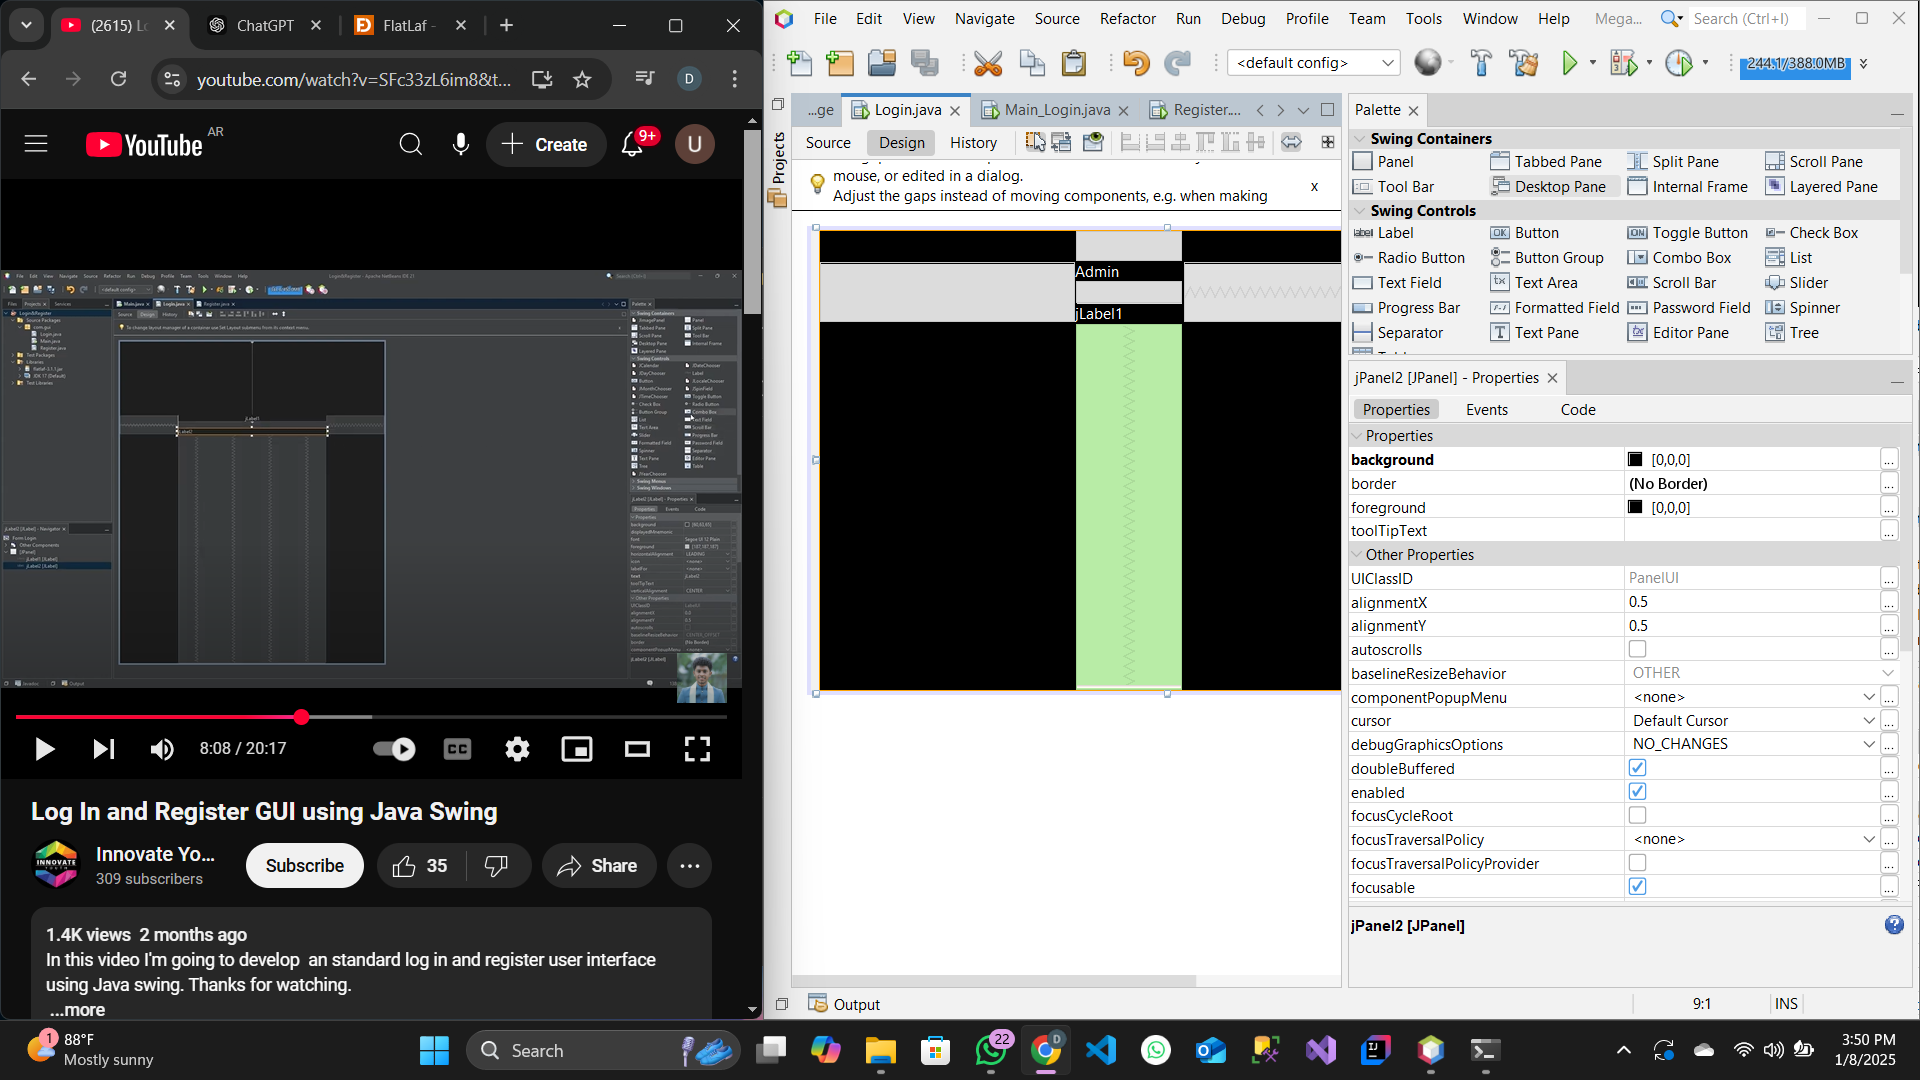 (2615) Lo
ChatGPT
FlatLaf -
youtube.com/watch?v=SFc33zL6im8&t...
D
YouTube AR
Create
9+
U
8:08 / 20:17
CC
Log In and Register GUI using Java Swing
INNOVATE
Innovate Yo...
309 subscribers
Subscribe
35
Share
1.4K views 2 months ago
In this video I'm going to develop an standard log in and register user interface
using Java swing. Thanks for watching.
...more
File Edit View Navigate Source Refactor Run Debug Profile Team Tools Window Help
Mega...
Search (Ctrl+I)
<default config>
244.1/388.0MB
Projects
...ge
Login.java
Main_Login.java
Register....
Source Design History
mouse, or edited in a dialog.
Adjust the gaps instead of moving components, e.g. when making
x
Admin
jLabel1
Output
Palette
Swing Containers
Panel Tabbed Pane Split Pane Scroll Pane
Tool Bar Desktop Pane Internal Frame Layered Pane
Swing Controls
Label Button Toggle Button Check Box
Radio Button Button Group Combo Box List
Text Field Text Area Scroll Bar Slider
Progress Bar Formatted Field Password Field Spinner
Separator Text Pane Editor Pane Tree
jPanel2 [JPanel] - Properties
Properties Events Code
Properties
background [0,0,0] ...
border (No Border) ...
foreground [0,0,0] ...
toolTipText ...
Other Properties
UIClassID PanelUI ...
alignmentX 0.5 ...
alignmentY 0.5 ...
autoscrolls ...
baselineResizeBehavior OTHER
componentPopupMenu <none> ...
cursor Default Cursor ...
debugGraphicsOptions NO_CHANGES ...
doubleBuffered ...
enabled ...
focusCycleRoot ...
focusTraversalPolicy <none> ...
focusTraversalPolicyProvider ...
focusable ...
jPanel2 [JPanel]
9:1
INS
1
88°F
Mostly sunny
Search
22
D
3:50 PM
1/8/2025